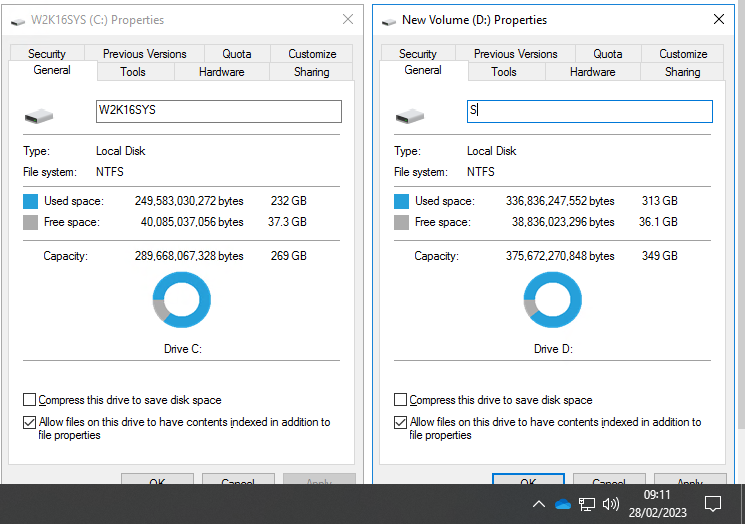 W2K16SYS (C:) Properties
Security Previous Versions Quota Customize
General Tools Hardware Sharing
W2K16SYS
Type: Local Disk
File system: NTFS
Used space: 249,583,030,272 bytes 232 GB
Free space: 40,085,037,056 bytes 37.3 GB
Capacity: 289,668,067,328 bytes 269 GB
Drive C:
Compress this drive to save disk space
Allow files on this drive to have contents indexed in addition to
file properties
OK Cancel Apply
New Volume (D:) Properties
Security Previous Versions Quota Customize
General Tools Hardware Sharing
S
Type: Local Disk
File system: NTFS
Used space: 336,836,247,552 bytes 313 GB
Free space: 38,836,023,296 bytes 36.1 GB
Capacity: 375,672,270,848 bytes 349 GB
Drive D:
Compress this drive to save disk space
Allow files on this drive to have contents indexed in addition to
file properties
OK Cancel Apply
09:11
28/02/2023